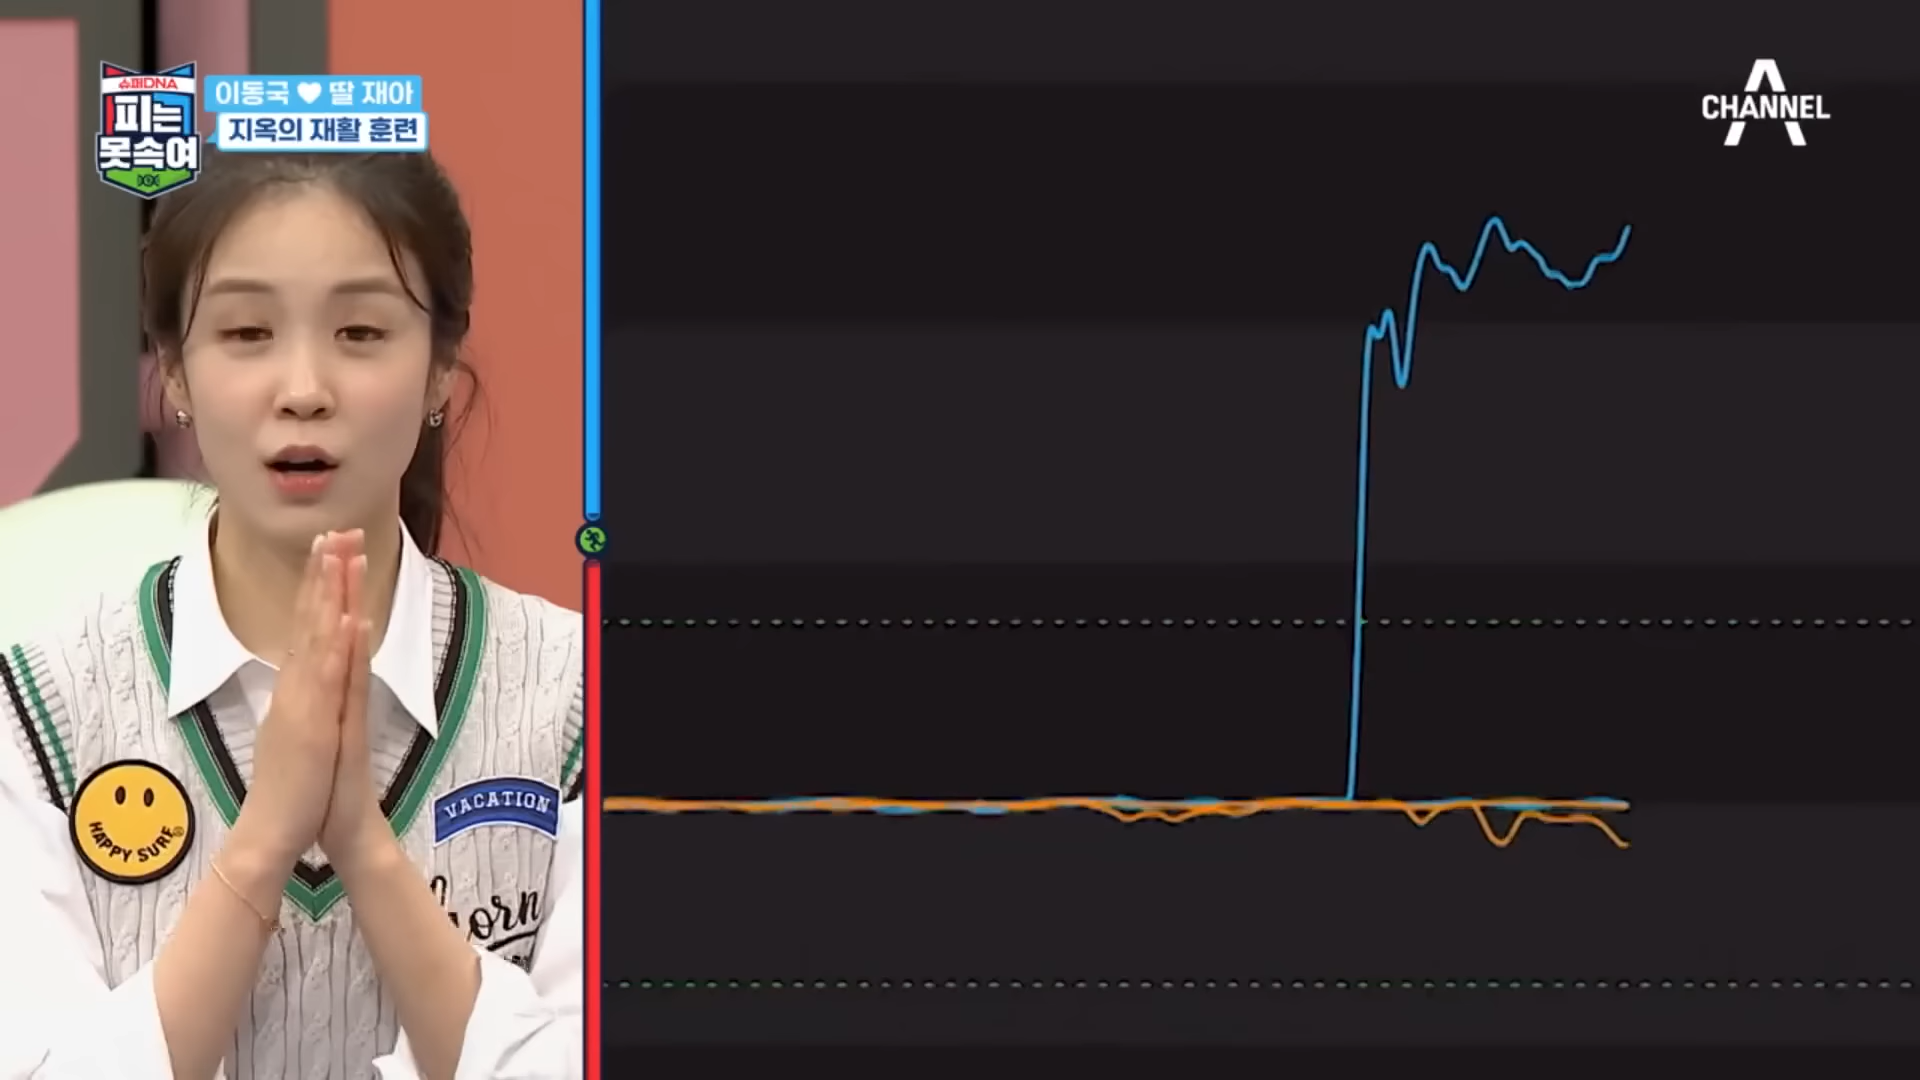 슈퍼DNA
피는
못속여
이동국 ♥ 딸 재아
지옥의 재활 훈련
CHANNEL A
HAPPY SURF
VACATION